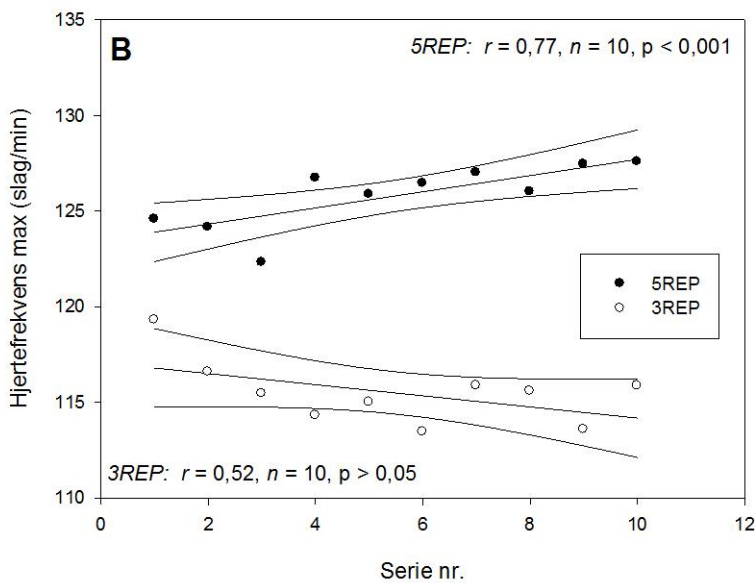 B
5REP: r = 0,77, n = 10, p < 0,001
Hjertefrekvens max (slag/min)
135
130
125
120
115
110
5REP
3REP
3REP: r = 0,52, n = 10, p > 0,05
0 2 4 6 8 10 12
Serie nr.